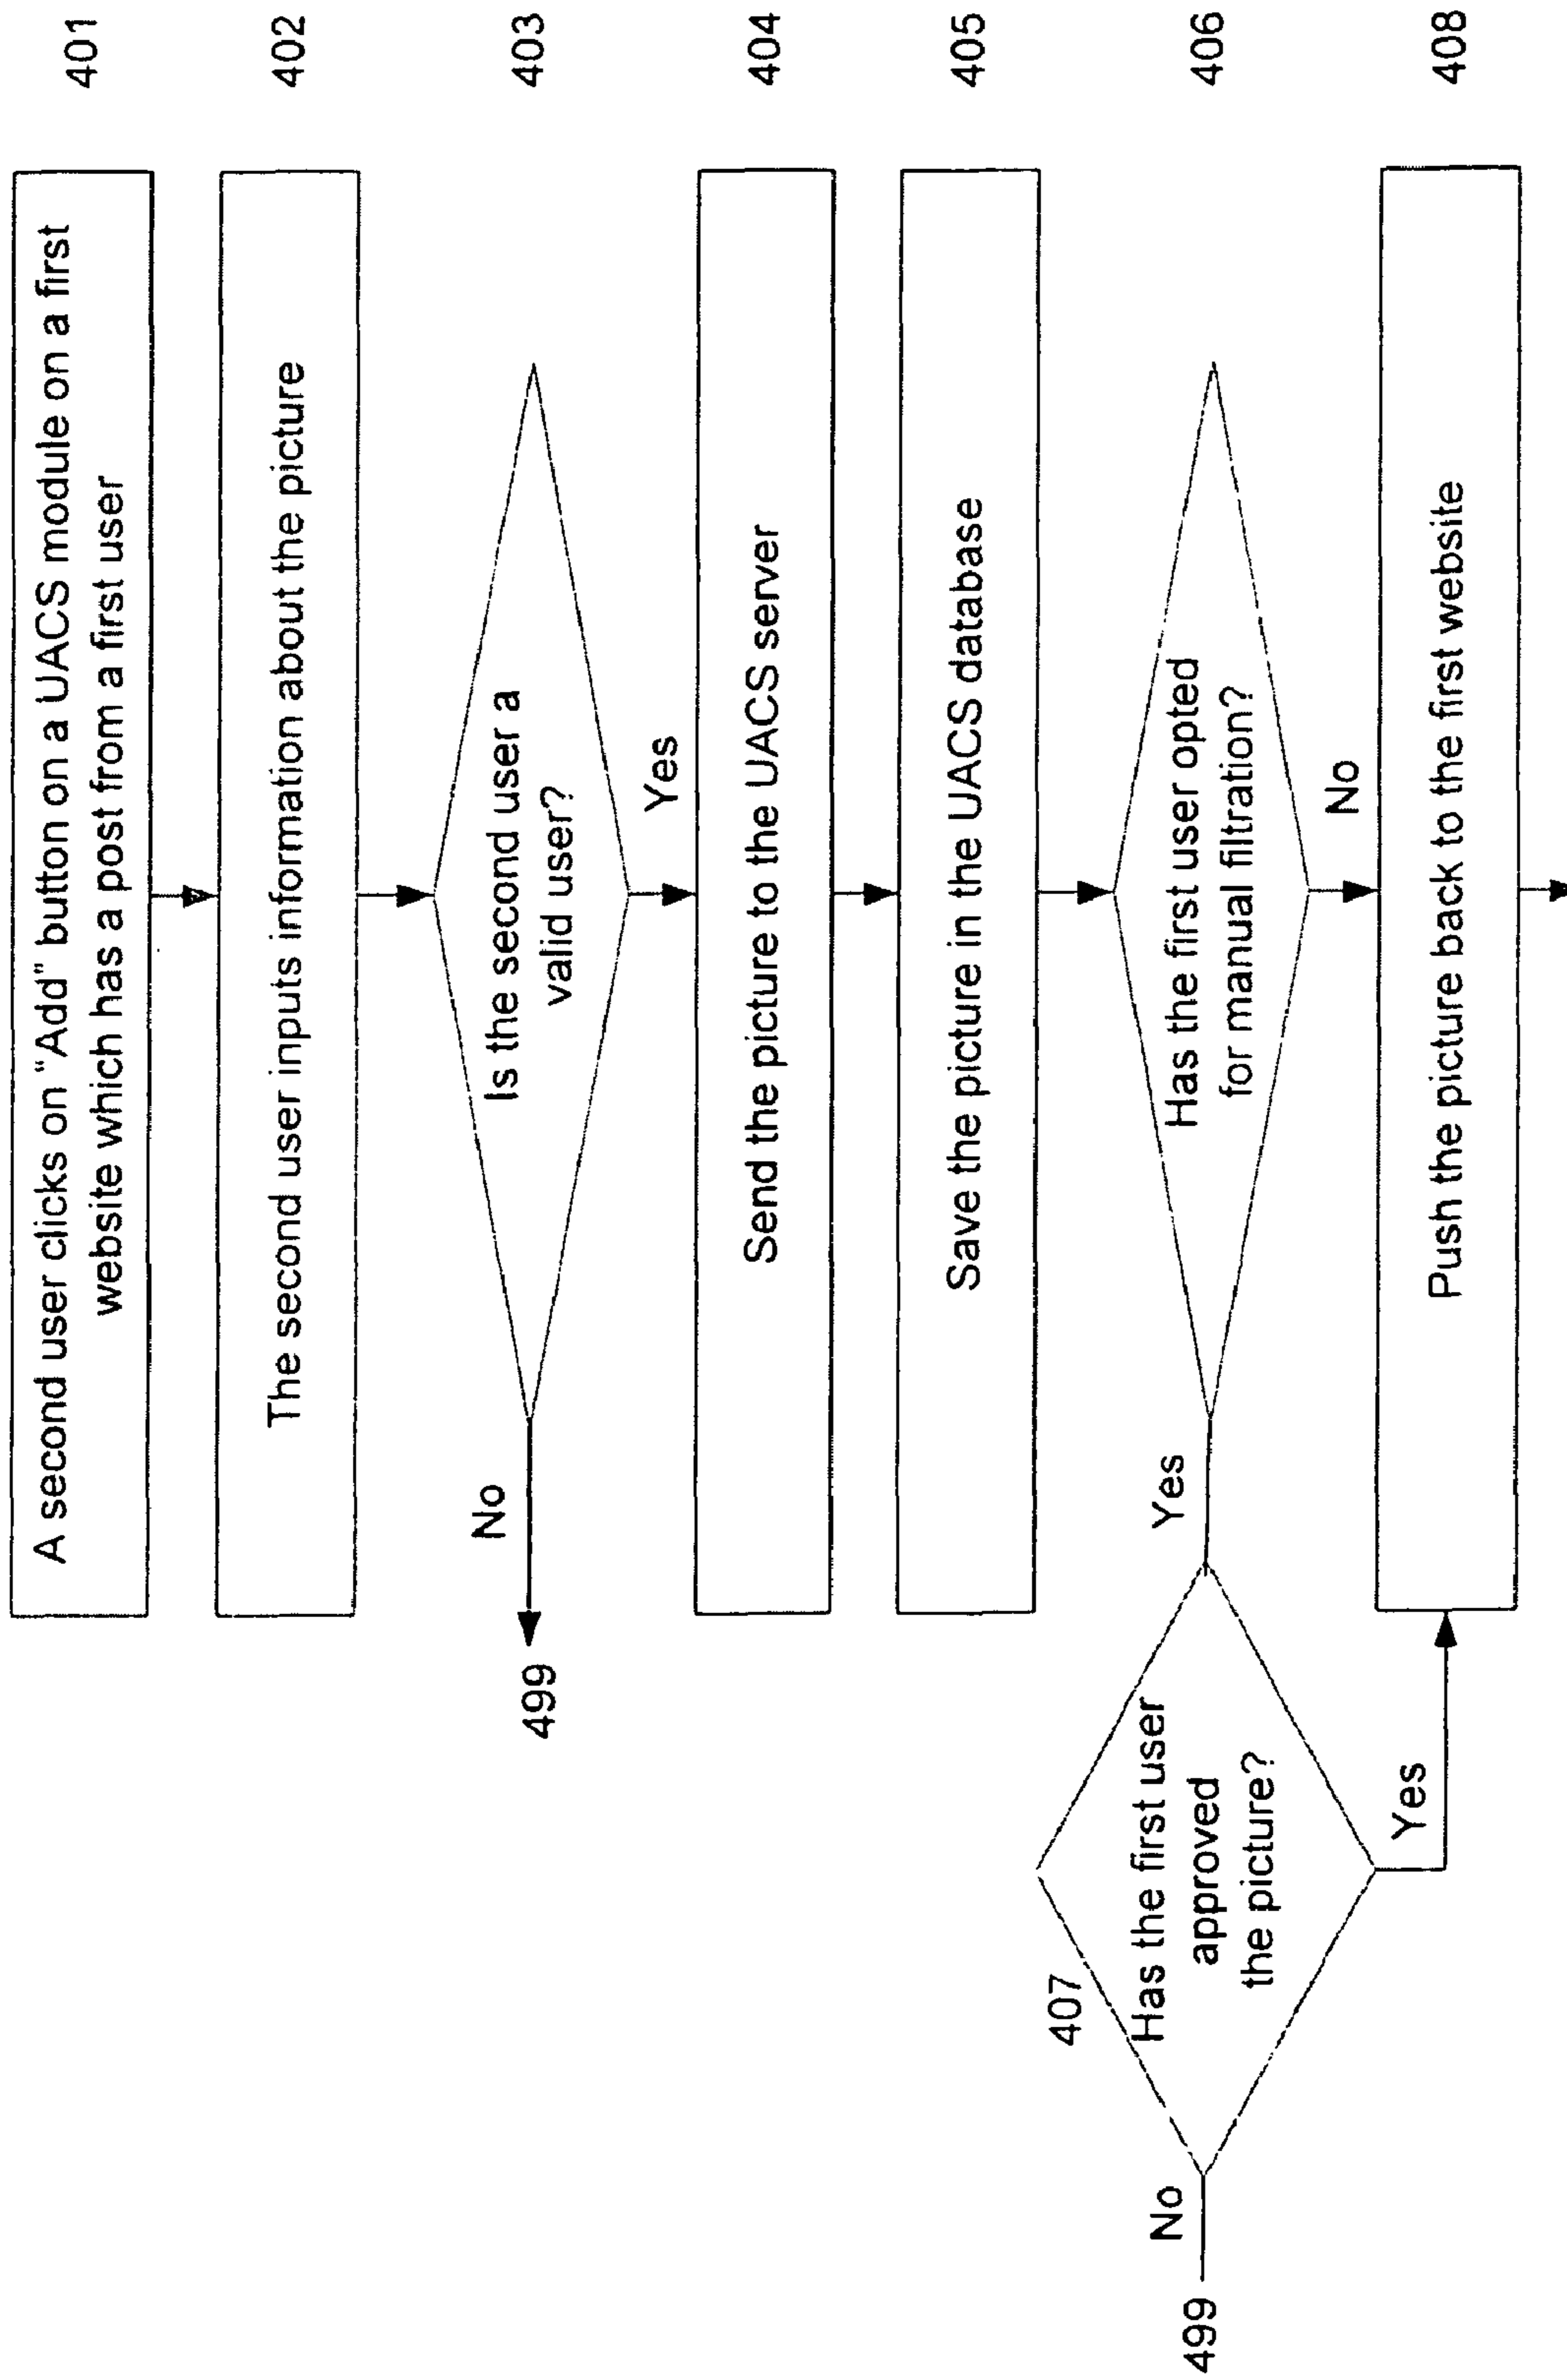 A second user clicks on "Add" button on a UACS module on a first
website which has a post from a first user
401
The second user inputs information about the picture
402
Is the second user a
valid user?
403
No
499
Yes
Send the picture to the UACS server
404
Save the picture in the UACS database
405
Has the first user opted
for manual filtration?
406
Yes
No
407
Has the first user
approved
the picture?
No
499
Yes
Push the picture back to the first website
408